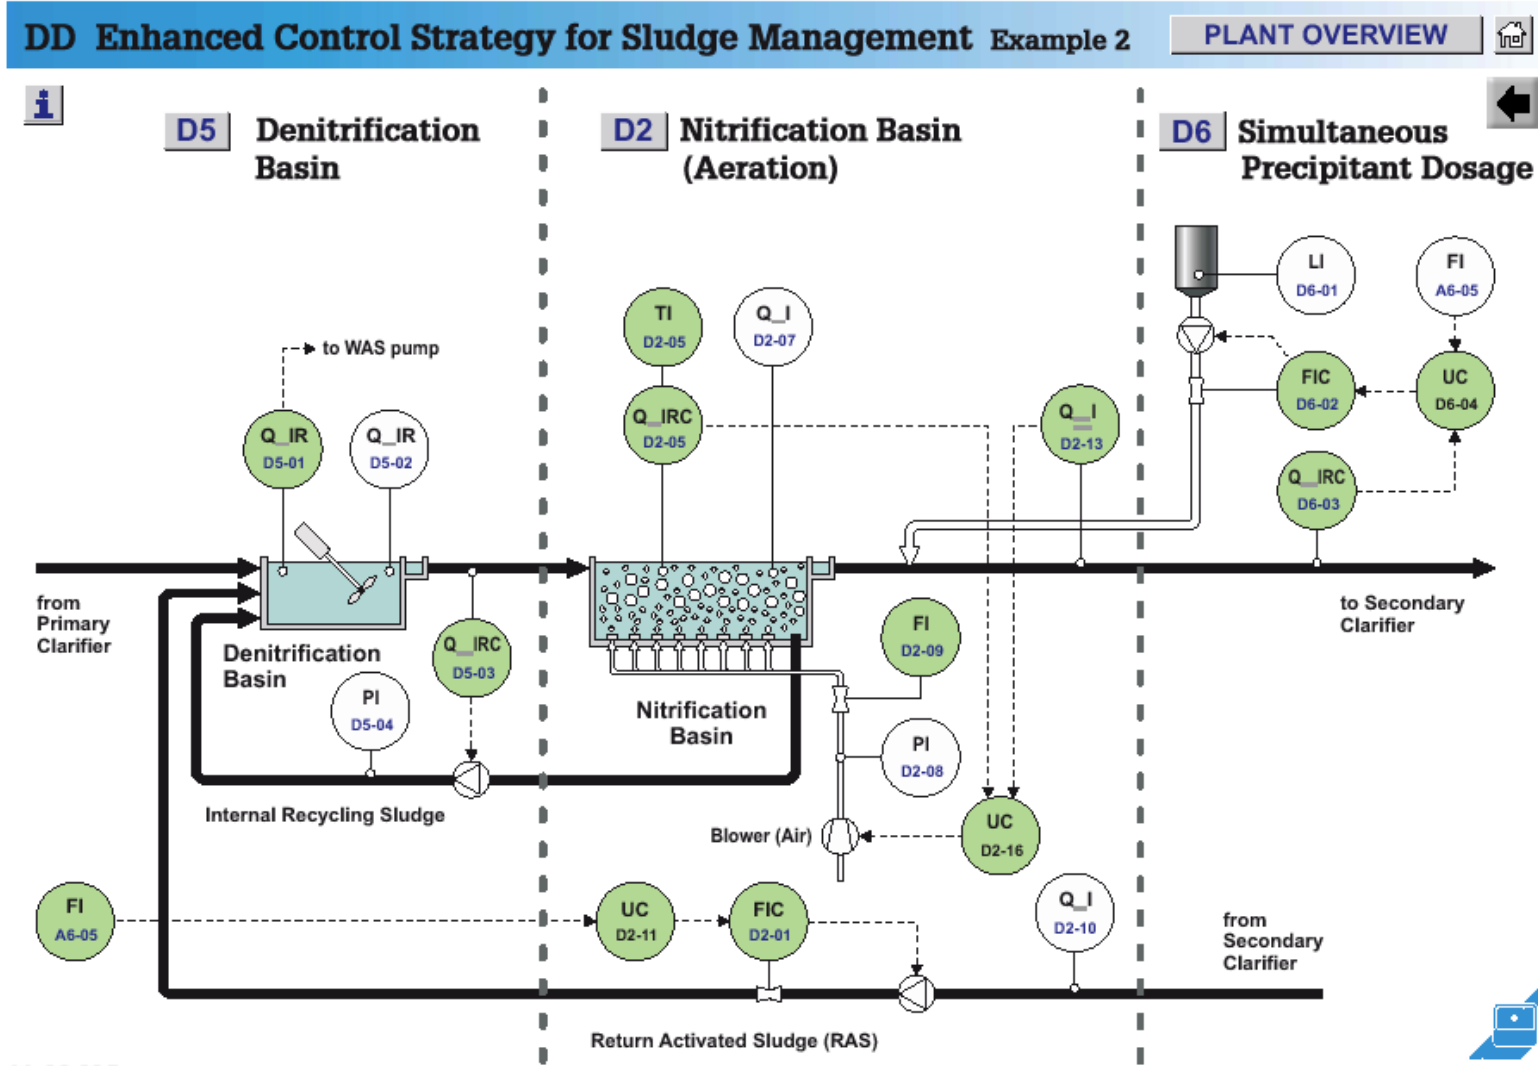 DD Enhanced Control Strategy for Sludge Management Example 2
PLANT OVERVIEW
i
D5 Denitrification
Basin
D2 Nitrification Basin
(Aeration)
D6 Simultaneous
Precipitant Dosage
LI
D6-01
FI
A6-05
TI
D2-05
Q_I
D2-07
to WAS pump
FIC
D6-02
UC
D6-04
Q_IR
D5-01
Q_IR
D5-02
Q_IRC
D2-05
Q_I
D2-13
Q_IRC
D6-03
from
Primary
Clarifier
to Secondary
Clarifier
Denitrification
Basin
Q_IRC
D5-03
FI
D2-09
PI
D5-04
Nitrification
Basin
PI
D2-08
Internal Recycling Sludge
Blower (Air)
UC
D2-16
FI
A6-05
UC
D2-11
FIC
D2-01
Q_I
D2-10
from
Secondary
Clarifier
Return Activated Sludge (RAS)